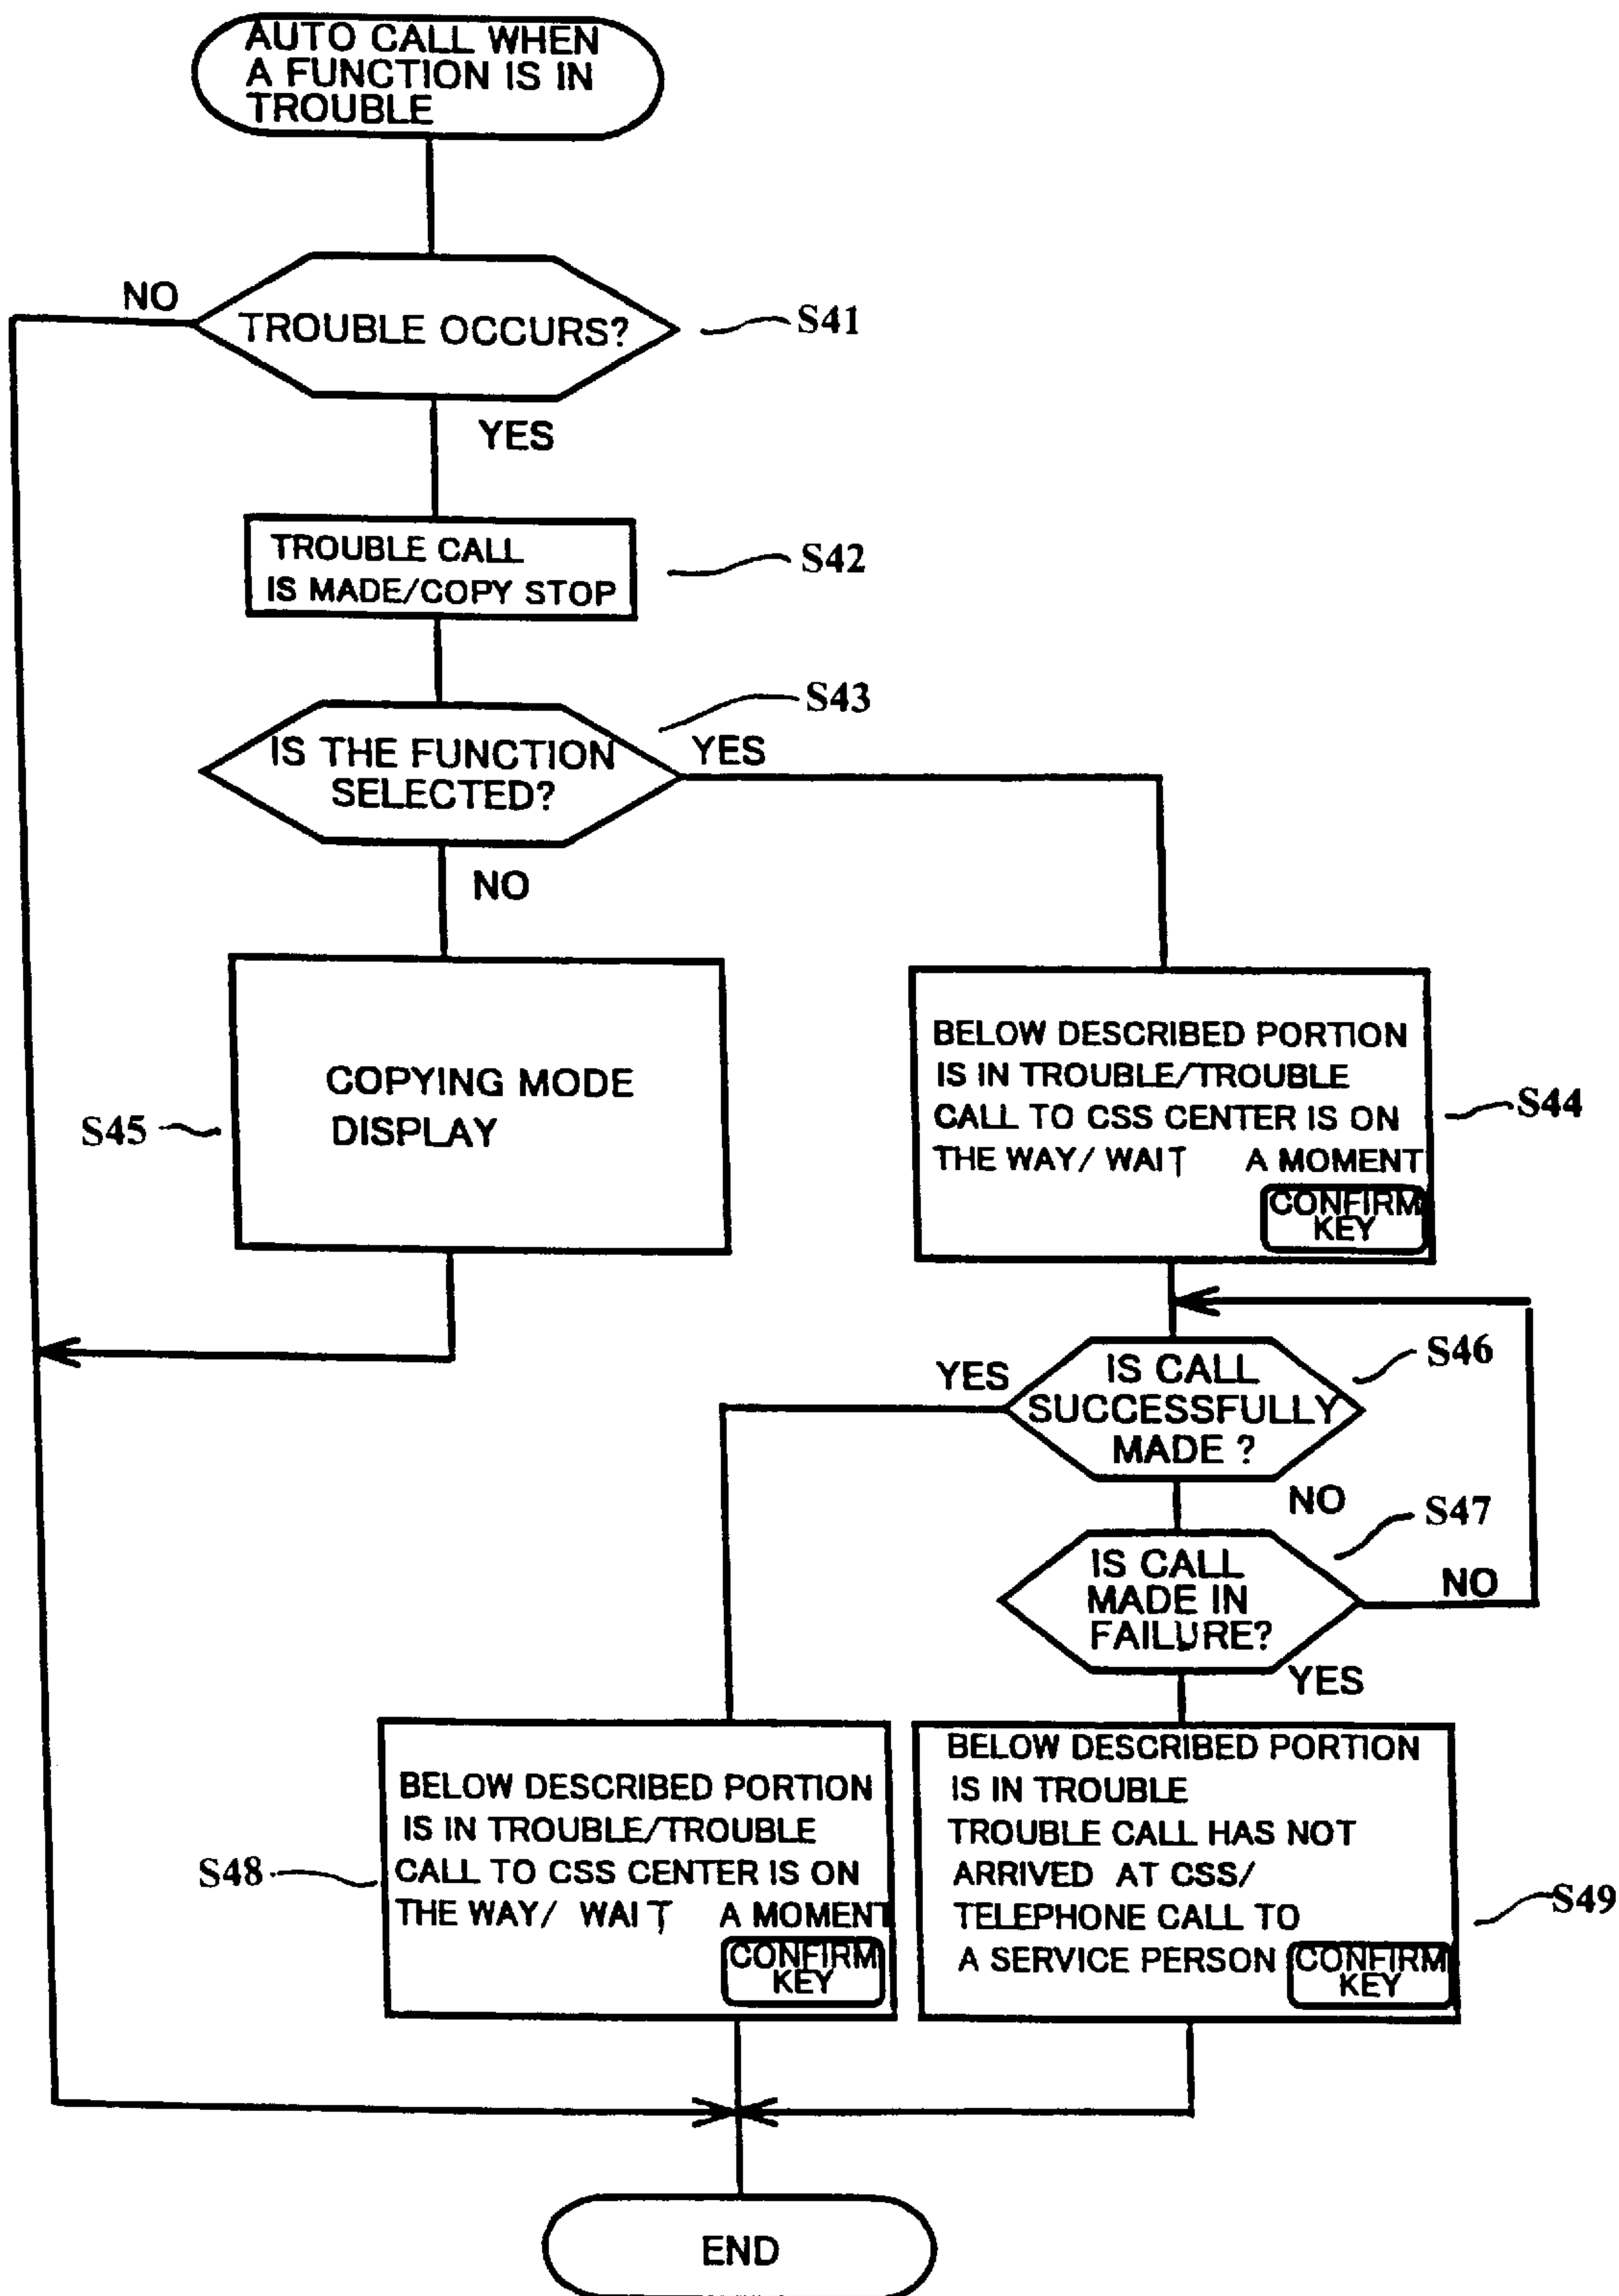 AUTO CALL WHEN
A FUNCTION IS IN
TROUBLE
NO
TROUBLE OCCURS?
S41
YES
TROUBLE CALL
IS MADE/COPY STOP
S42
S43
IS THE FUNCTION
SELECTED?
YES
NO
COPYING MODE
DISPLAY
S45
BELOW DESCRIBED PORTION
IS IN TROUBLE/TROUBLE
CALL TO CSS CENTER IS ON
THE WAY/ WAIT A MOMENT
CONFIRM
KEY
S44
YES
IS CALL
SUCCESSFULLY
MADE ?
S46
NO
S47
IS CALL
MADE IN
FAILURE?
NO
YES
BELOW DESCRIBED PORTION
IS IN TROUBLE/TROUBLE
CALL TO CSS CENTER IS ON
THE WAY/ WAIT A MOMENT
CONFIRM
KEY
S48
BELOW DESCRIBED PORTION
IS IN TROUBLE
TROUBLE CALL HAS NOT
ARRIVED AT CSS/
TELEPHONE CALL TO
A SERVICE PERSON
CONFIRM
KEY
S49
END